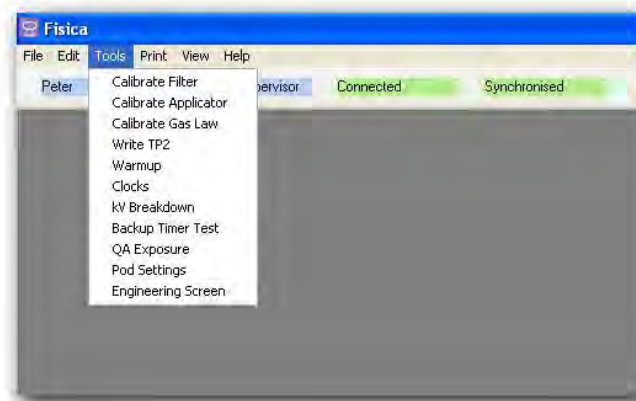 Fisica
File Edit Tools Print View Help
Peter pervisor Connected Synchronised
Calibrate Filter
Calibrate Applicator
Calibrate Gas Law
Write TP2
Warmup
Clocks
kV Breakdown
Backup Timer Test
QA Exposure
Pod Settings
Engineering Screen